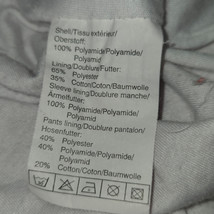 Shell/Tissu extérieur/
Oberstoff:
100% Polyamide/Polyamide/
Polyamid
Lining/Doublure/Futter:
65% Polyester
35% Cotton/Coton/Baumwolle
Sleeve lining/Doublure manche/
Ärmelfutter:
100% Polyamide/Polyamide/
Polyamid
Pants lining/Doublure pantalon/
Hosenfutter:
40% Polyester
40% Polyamide/Polyamide/
Polyamid
20% Cotton/Coton/Baumwolle